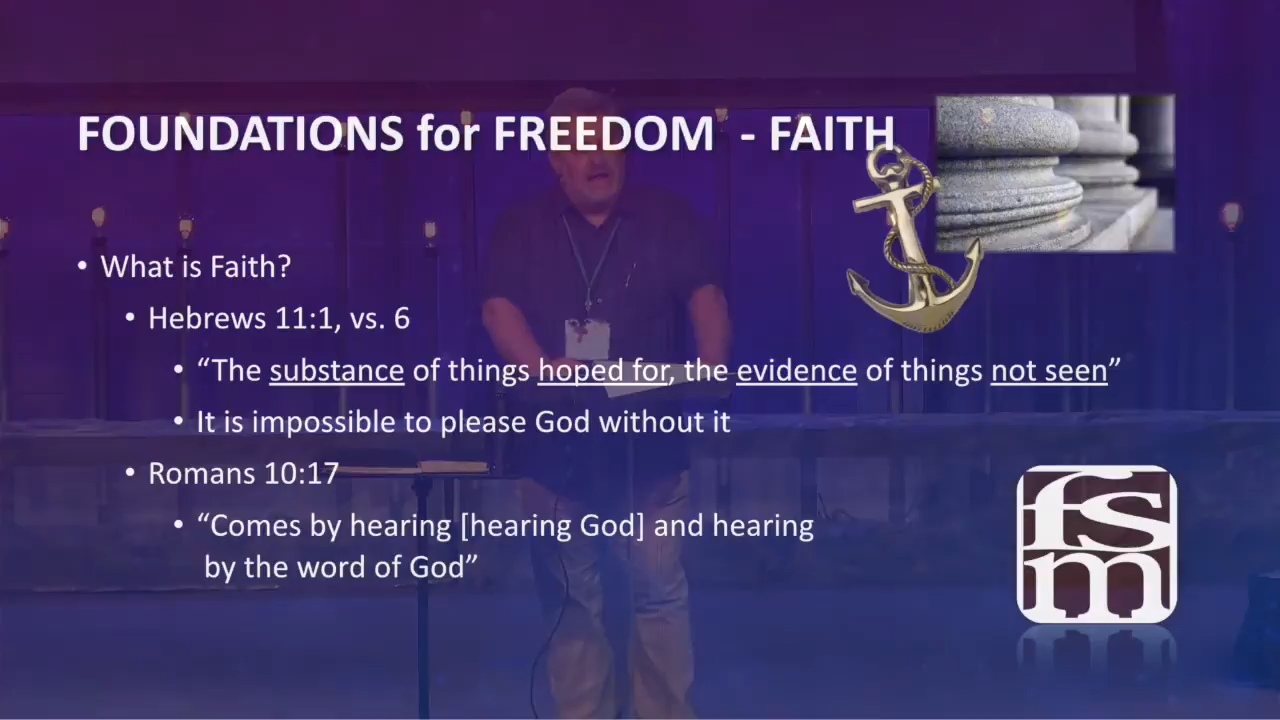 FOUNDATIONS for FREEDOM - FAITH
• What is Faith?
• Hebrews 11:1, vs. 6
• “The substance of things hoped for, the evidence of things not seen”
• It is impossible to please God without it
• Romans 10:17
• “Comes by hearing [hearing God] and hearing
by the word of God”
fs
m